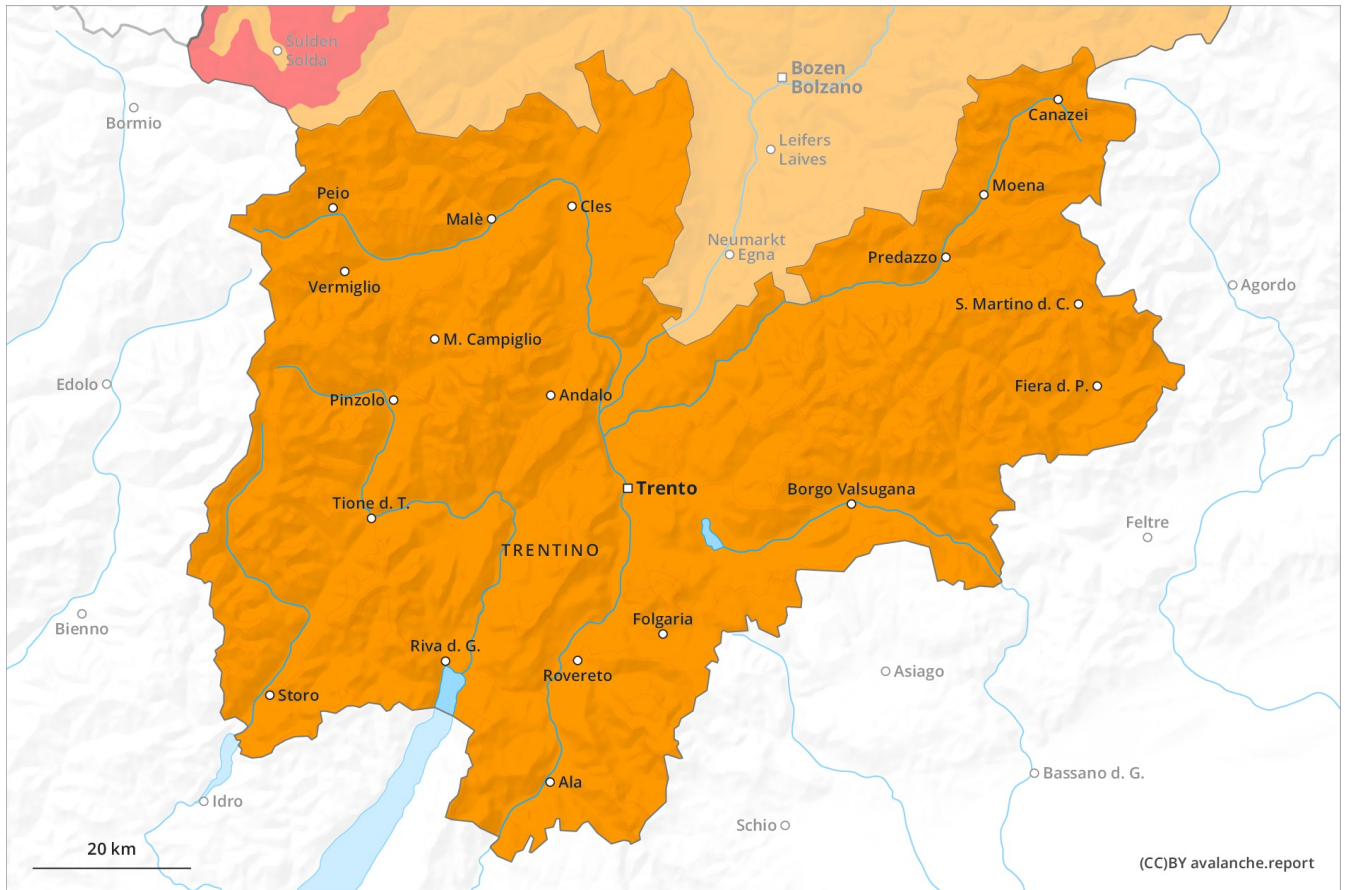 Sulden
Solda
Bozen
Bolzano
Bormio
Canazei
Leifers
Laives
Moena
Peio
Malè
Cles
Neumarkt
Egna
Predazzo
Vermiglio
Agordo
S. Martino d. C.
M. Campiglio
Edolo
Fiera d. P.
Pinzolo
Andalo
Trento
Borgo Valsugana
Tione d. T.
Feltre
TRENTINO
Bienno
Folgaria
Riva d. G.
Asiago
Rovereto
Storo
Bassano d. G.
Ala
Idro
Schio
20 km
(CC)BY avalanche.report